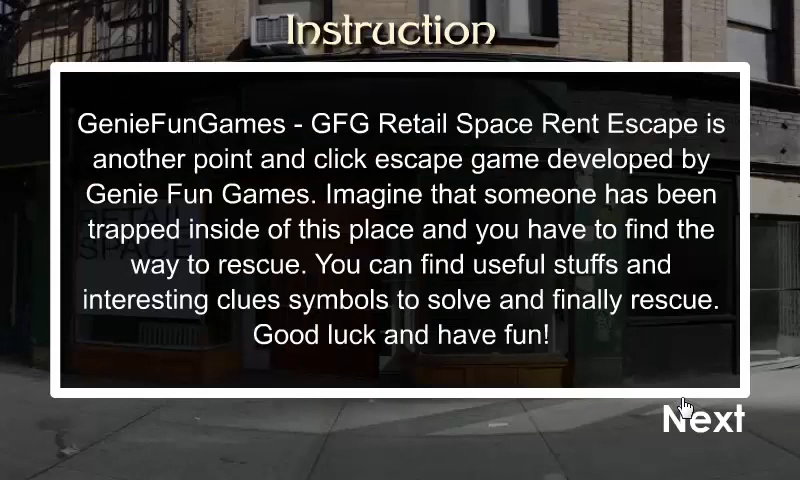 Instruction
GenieFunGames - GFG Retail Space Rent Escape is
another point and click escape game developed by
Genie Fun Games. Imagine that someone has been
trapped inside of this place and you have to find the
way to rescue. You can find useful stuffs and
interesting clues symbols to solve and finally rescue.
Good luck and have fun!
RETAIL
SPACE
Next